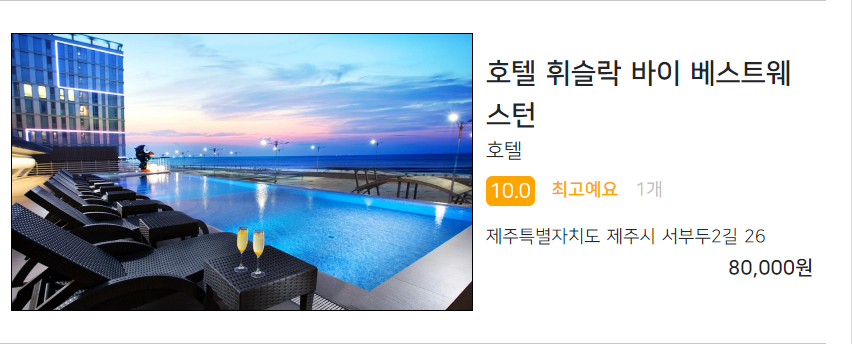 호텔 휘슬락 바이 베스트웨
스턴
호텔
10.0 최고예요 1개
제주특별자치도 제주시 서부두2길 26
80,000원